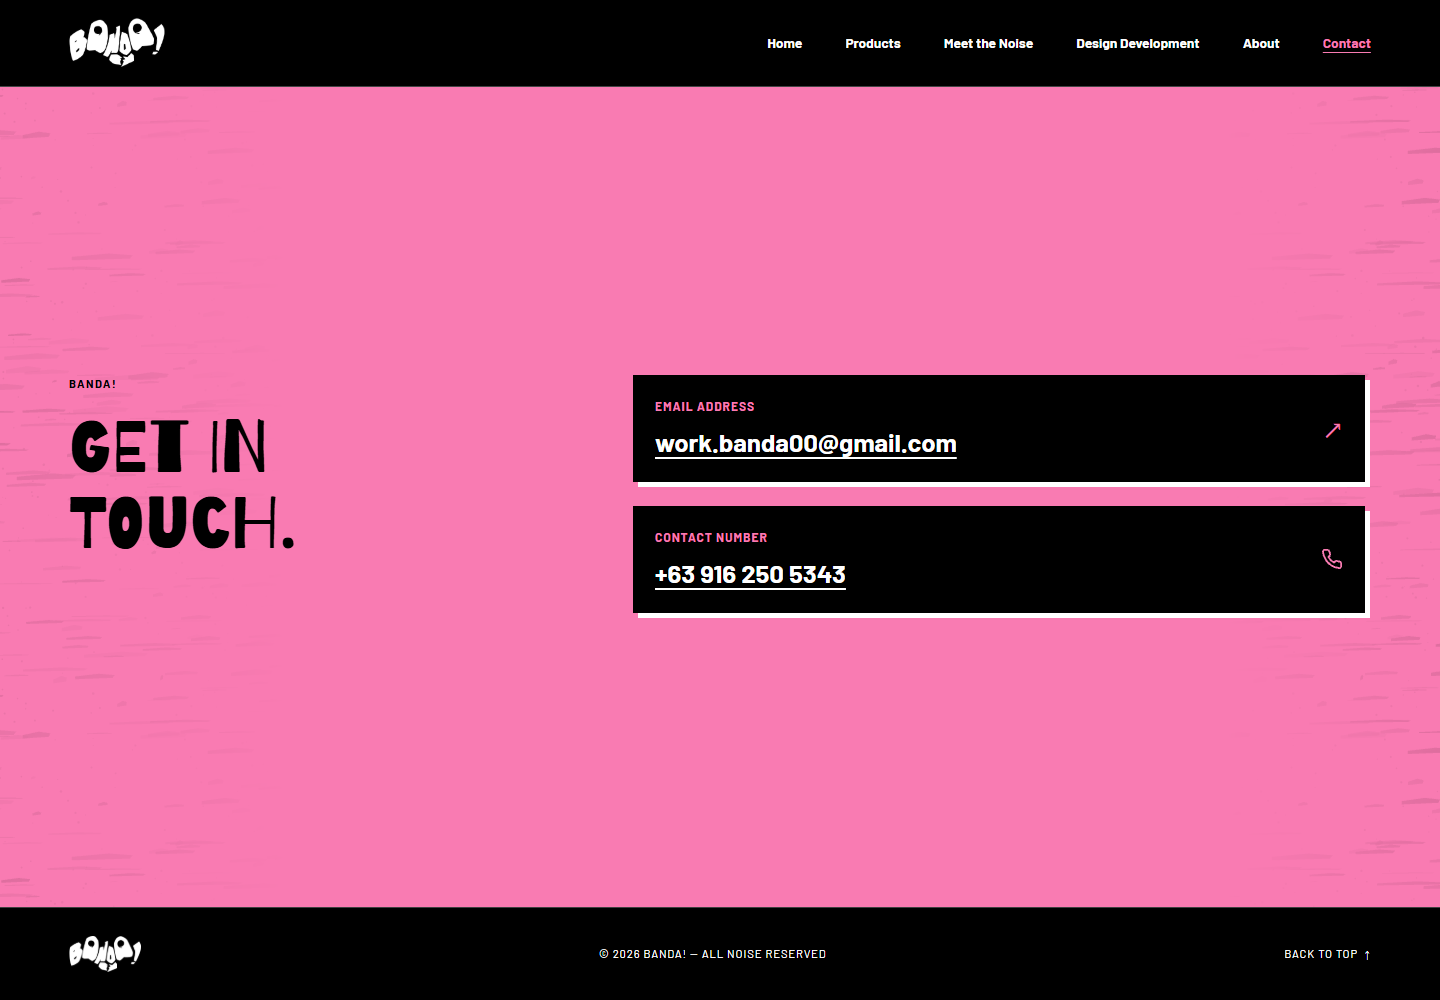 BANDA!
Home Products Meet the Noise Design Development About Contact
BANDA!
GET IN
TOUCH.
EMAIL ADDRESS
work.banda00@gmail.com ↗
CONTACT NUMBER
+63 916 250 5343
BANDA!
© 2026 BANDA! — ALL NOISE RESERVED
BACK TO TOP ↑